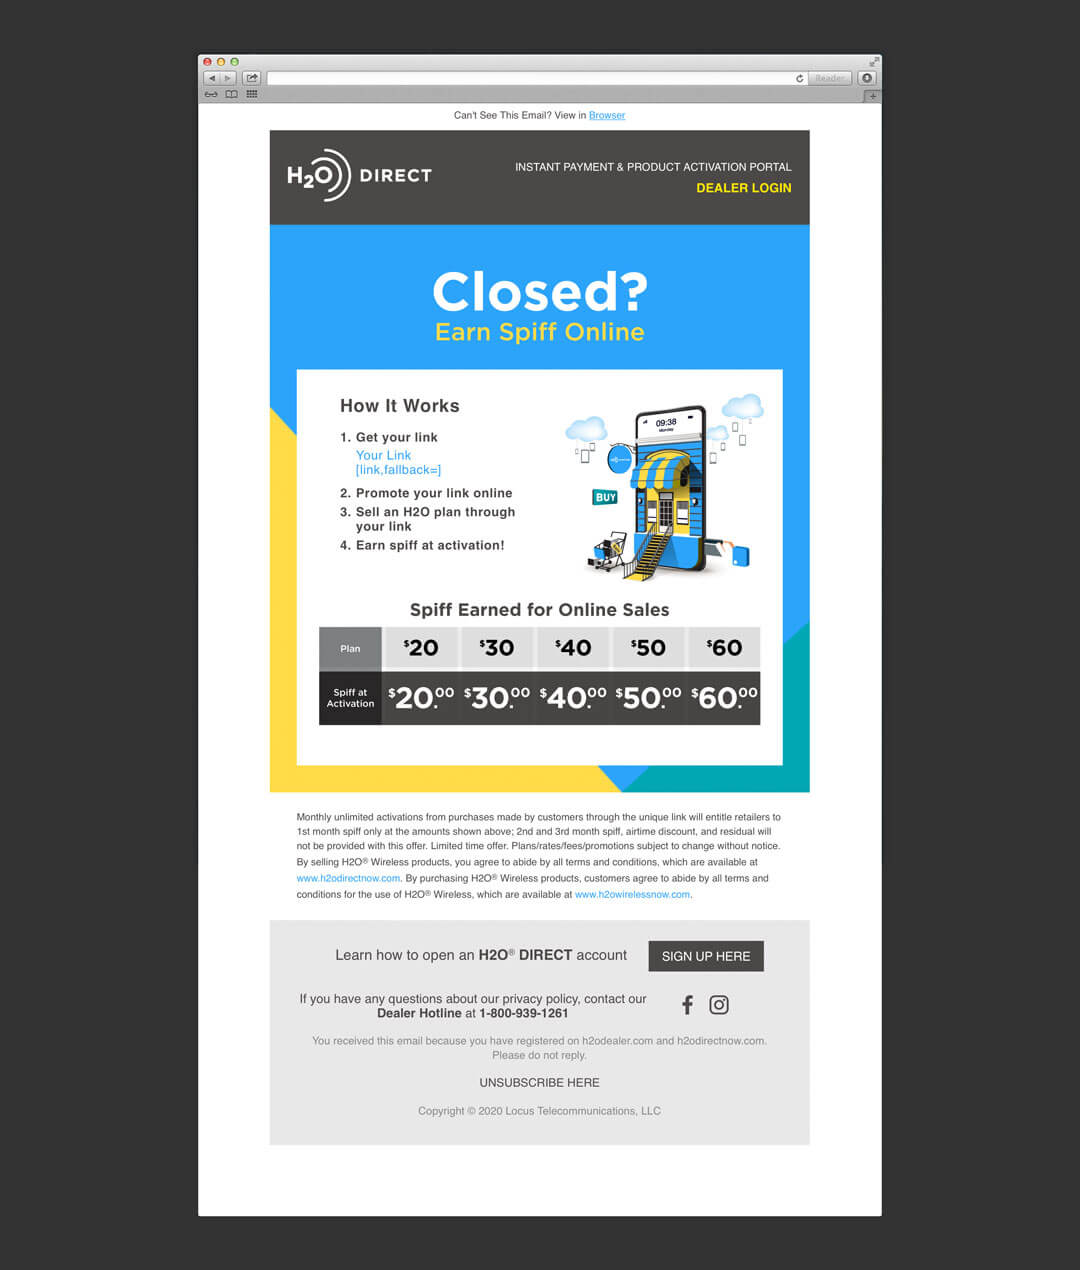 Reader
Can't See This Email? View in Browser
H2O DIRECT
INSTANT PAYMENT & PRODUCT ACTIVATION PORTAL
DEALER LOGIN
Closed?
Earn Spiff Online
How It Works
1. Get your link
Your Link
[link,fallback=]
2. Promote your link online
3. Sell an H2O plan through
your link
4. Earn spiff at activation!
09:38
Monday
BUY
Spiff Earned for Online Sales
Plan $20 $30 $40 $50 $60
Spiff at
Activation $20.00 $30.00 $40.00 $50.00 $60.00
Monthly unlimited activations from purchases made by customers through the unique link will entitle retailers to
1st month spiff only at the amounts shown above; 2nd and 3rd month spiff, airtime discount, and residual will
not be provided with this offer. Limited time offer. Plans/rates/fees/promotions subject to change without notice.
By selling H2O® Wireless products, you agree to abide by all terms and conditions, which are available at
www.h2odirectnow.com. By purchasing H2O® Wireless products, customers agree to abide by all terms and
conditions for the use of H2O® Wireless, which are available at www.h2owirelessnow.com.
Learn how to open an H2O® DIRECT account
SIGN UP HERE
If you have any questions about our privacy policy, contact our
Dealer Hotline at 1-800-939-1261
You received this email because you have registered on h2odealer.com and h2odirectnow.com.
Please do not reply.
UNSUBSCRIBE HERE
Copyright © 2020 Locus Telecommunications, LLC